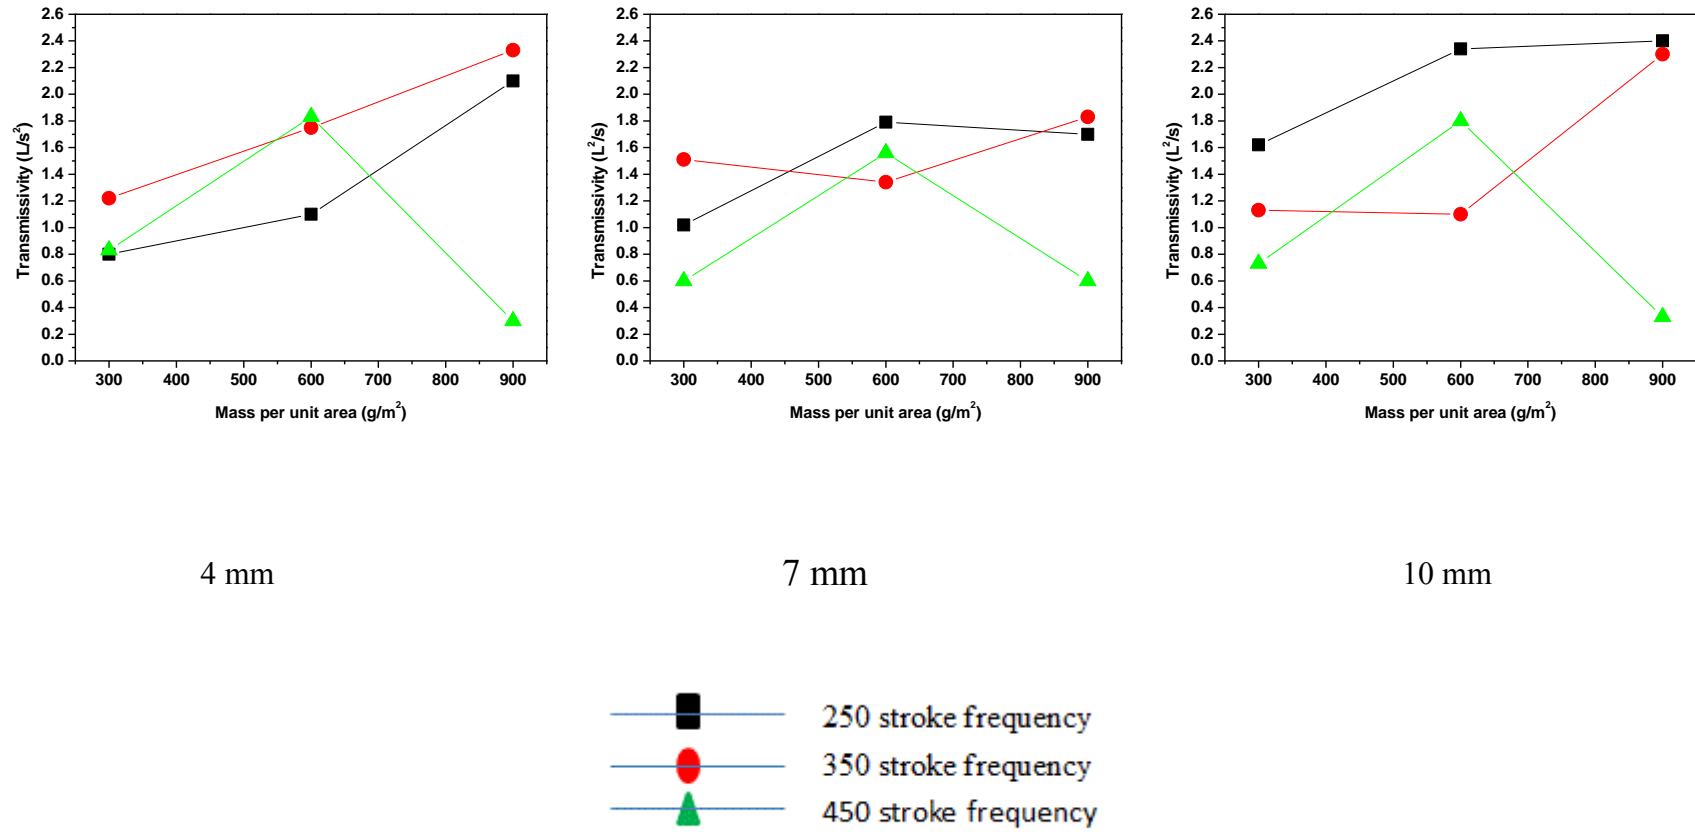 2.6
2.4
2.2
2.0
1.8
1.6
1.4
1.2
1.0
0.8
0.6
0.4
0.2
0.0
Transmissivity (L/s²)
300 400 500 600 700 800 900
Mass per unit area (g/m²)
2.6
2.4
2.2
2.0
1.8
1.6
1.4
1.2
1.0
0.8
0.6
0.4
0.2
0.0
Transmissivity (L²/s)
300 400 500 600 700 800 900
Mass per unit area (g/m²)
2.6
2.4
2.2
2.0
1.8
1.6
1.4
1.2
1.0
0.8
0.6
0.4
0.2
0.0
Transmissivity (L²/s)
300 400 500 600 700 800 900
Mass per unit area (g/m²)
4 mm
7 mm
10 mm
250 stroke frequency
350 stroke frequency
450 stroke frequency